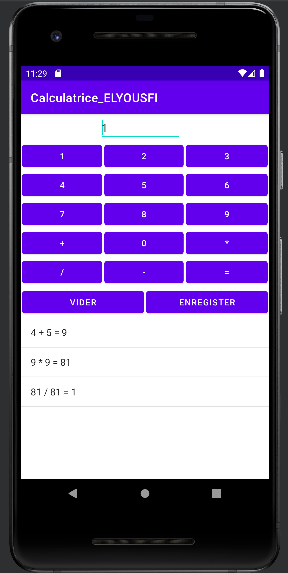 11:29
Calculatrice_ELYOUSFI
1
1 2 3
4 5 6
7 8 9
+ 0 *
/ - =
VIDER ENREGISTER
4 + 5 = 9
9 * 9 = 81
81 / 81 = 1